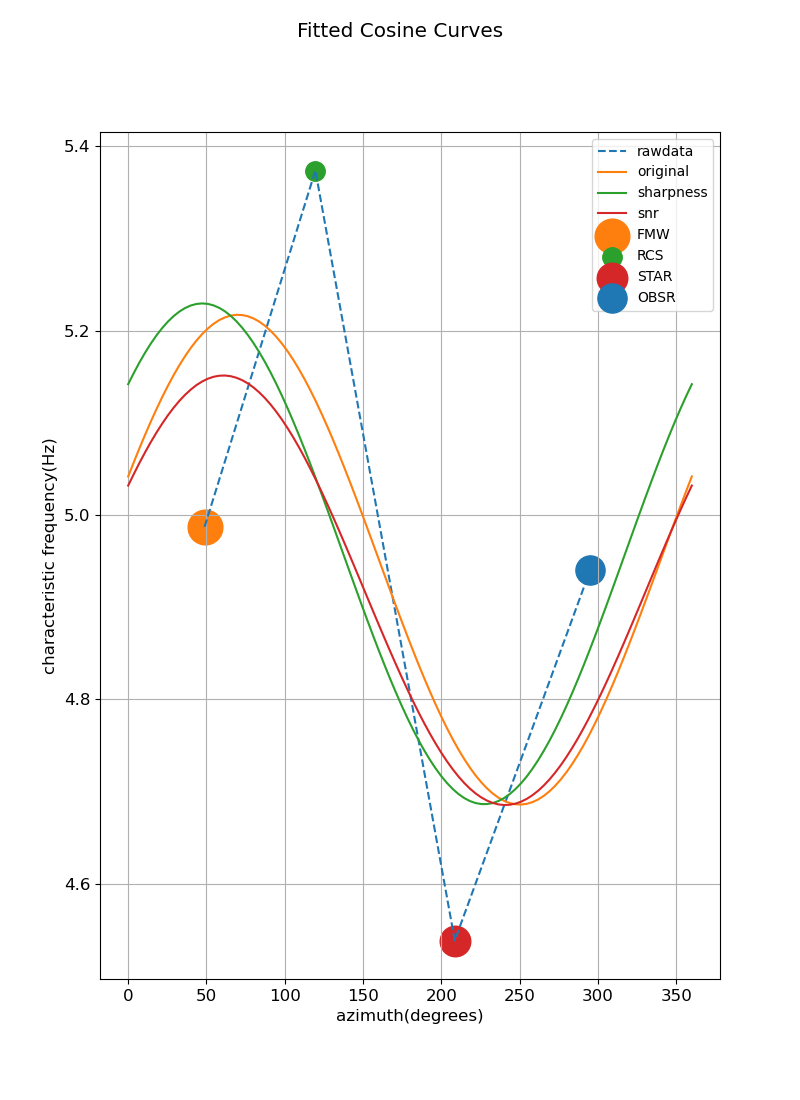 Fitted Cosine Curves
5.4
5.2
5.0
4.8
4.6
characteristic frequency(Hz)
rawdata
original
sharpness
snr
FMW
RCS
STAR
OBSR
0 50 100 150 200 250 300 350
azimuth(degrees)